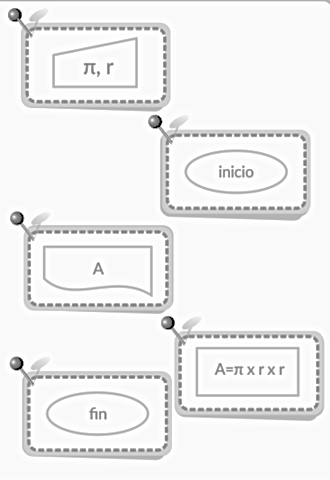 π, r
inicio
A
A=π x r x r
fin